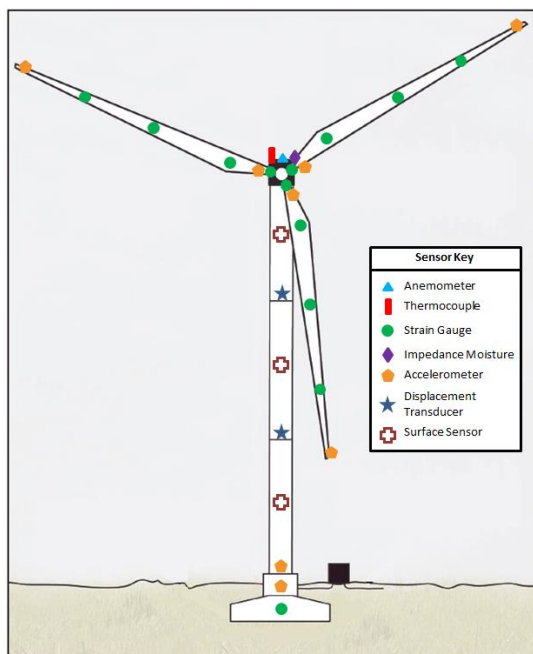 Sensor Key
Anemometer
Thermocouple
Strain Gauge
Impedance Moisture
Accelerometer
Displacement
Transducer
Surface Sensor